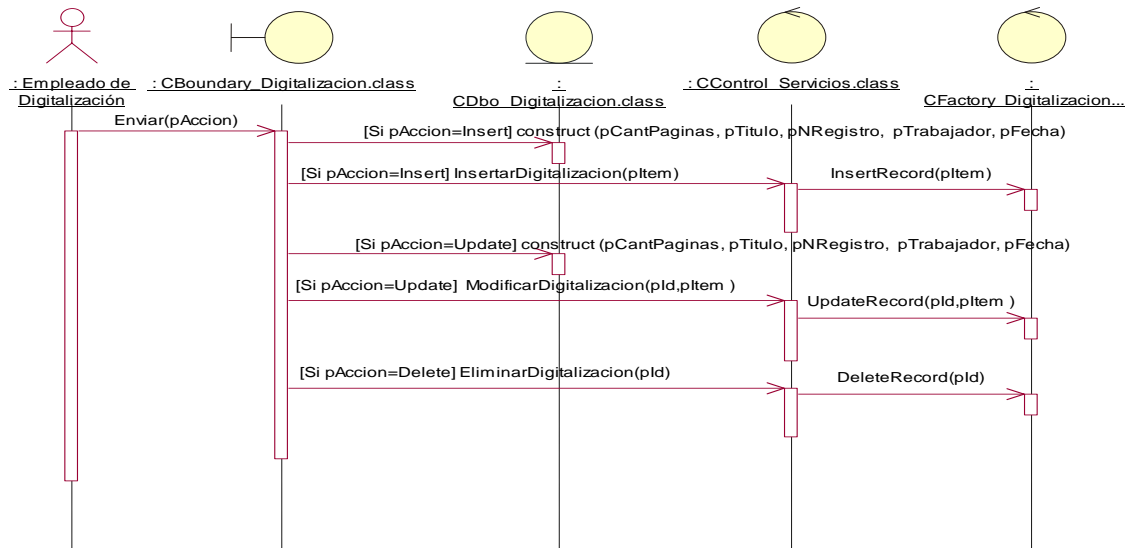 : Empleado de
Digitalización
: CBoundary_Digitalizacion.class
:
CDbo_Digitalizacion.class
: CControl_Servicios.class
:
CFactory_Digitalizacion...
Enviar(pAccion)
[Si pAccion=Insert] construct (pCantPaginas, pTitulo, pNRegistro, pTrabajador, pFecha)
[Si pAccion=Insert] InsertarDigitalizacion(pItem)
InsertRecord(pItem)
[Si pAccion=Update] construct (pCantPaginas, pTitulo, pNRegistro, pTrabajador, pFecha)
[Si pAccion=Update] ModificarDigitalizacion(pId,pItem )
UpdateRecord(pId,pItem )
[Si pAccion=Delete] EliminarDigitalizacion(pId)
DeleteRecord(pId)